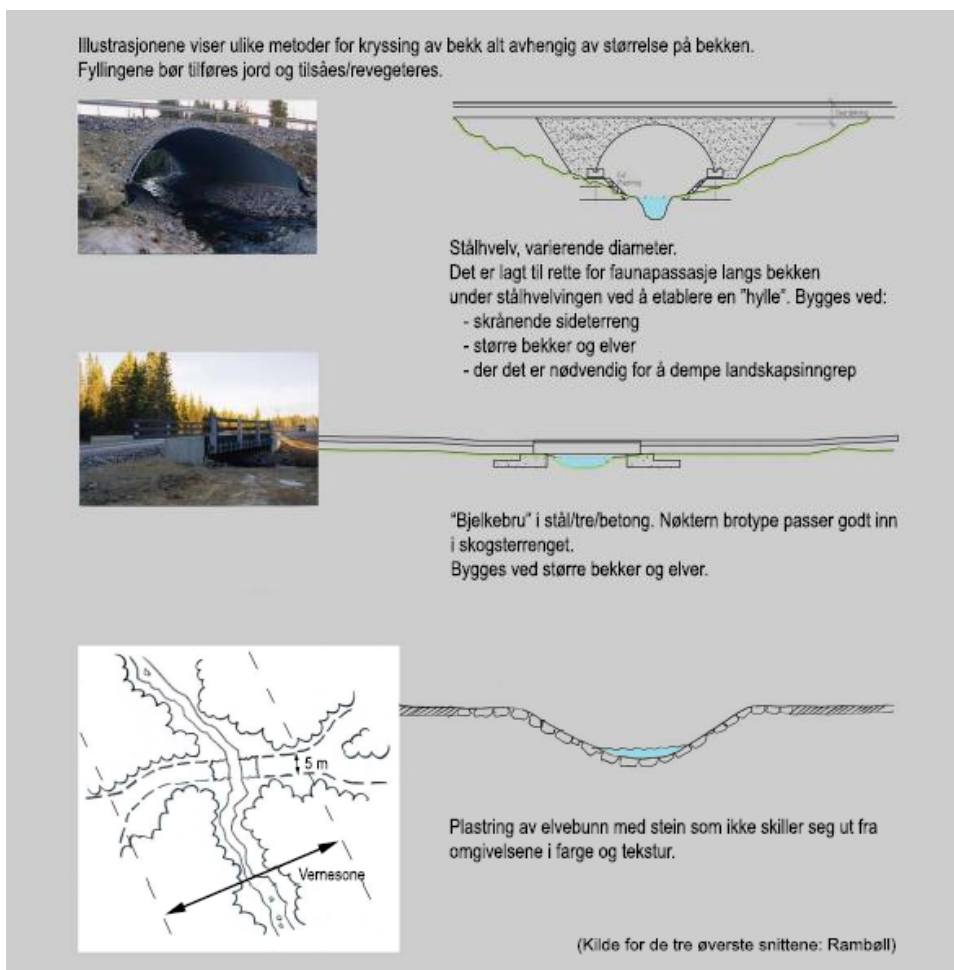 Illustrasjonene viser ulike metoder for kryssing av bekk alt avhengig av størrelse på bekken.
Fyllingene bør tilføres jord og tilsåes/revegeteres.
Stålhvelv, varierende diameter.
Det er lagt til rette for faunapassasje langs bekken
under stålhvelvingen ved å etablere en "hylle". Bygges ved:
- skrånende sideterreng
- større bekker og elver
- der det er nødvendig for å dempe landskapsinngrep
"Bjelkebru" i stål/tre/betong. Nøktern brotype passer godt inn
i skogsterrenget.
Bygges ved større bekker og elver.
5 m
Vernesone
Plastring av elvebunn med stein som ikke skiller seg ut fra
omgivelsene i farge og tekstur.
(Kilde for de tre øverste snittene: Rambøll)